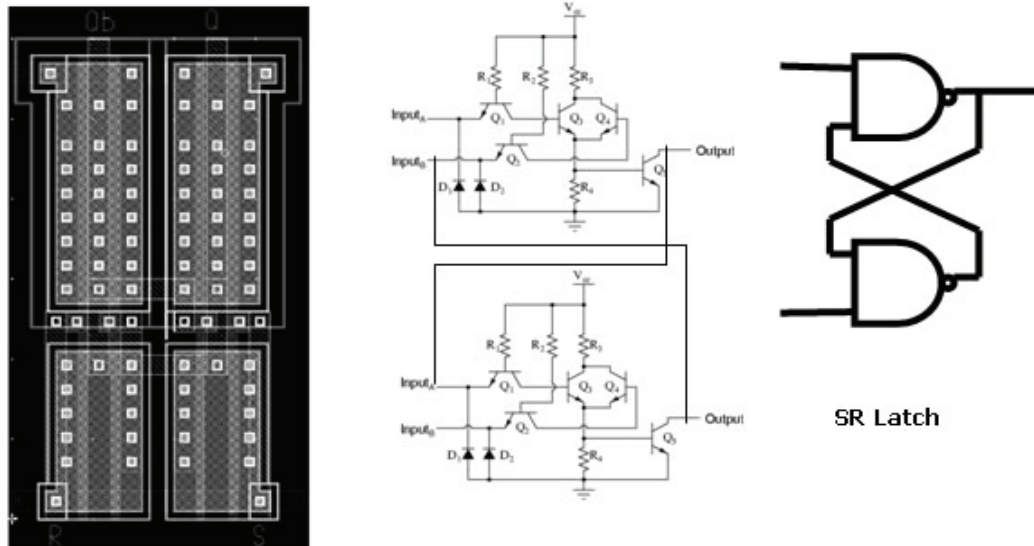 Qb Q
R S
Vcc
R1 R2 R3
InputA Q1 Q3 Q4
InputB Q2 Q5 Output
D1 D2 R4
Vcc
R1 R2 R3
InputA Q1 Q3 Q4
InputB Q2 Q5 Output
D1 D2 R4
SR Latch